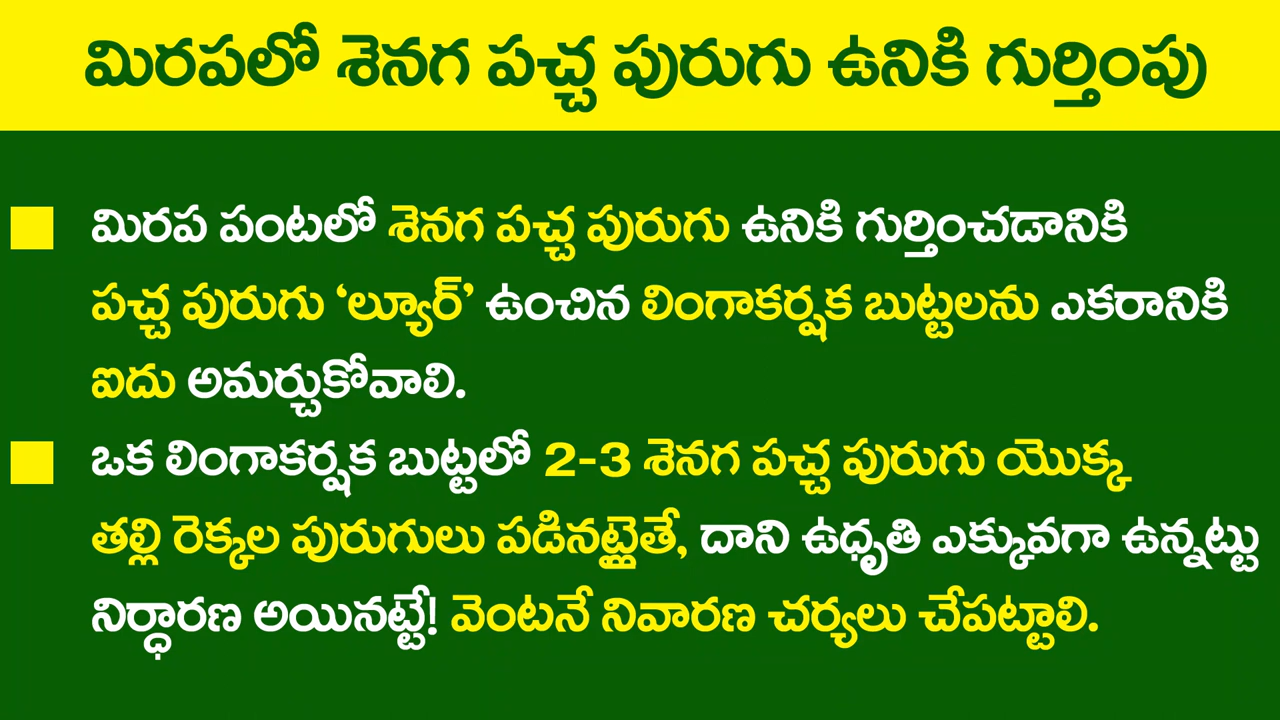 మిరపలో శెనగ పచ్చ పురుగు ఉనికి గుర్తింపు
మిరప పంటలో శెనగ పచ్చ పురుగు ఉనికి గుర్తించడానికి
పచ్చ పురుగు ‘ల్యూర్’ ఉంచిన లింగాకర్షక బుట్టలను ఎకరానికి
ఐదు అమర్చుకోవాలి.
ఒక లింగాకర్షక బుట్టలో 2-3 శెనగ పచ్చ పురుగు యొక్క
తల్లి రెక్కల పురుగులు పడినట్లైతే, దాని ఉధృతి ఎక్కువగా ఉన్నట్టు
నిర్ధారణ అయినట్టే! వెంటనే నివారణ చర్యలు చేపట్టాలి.